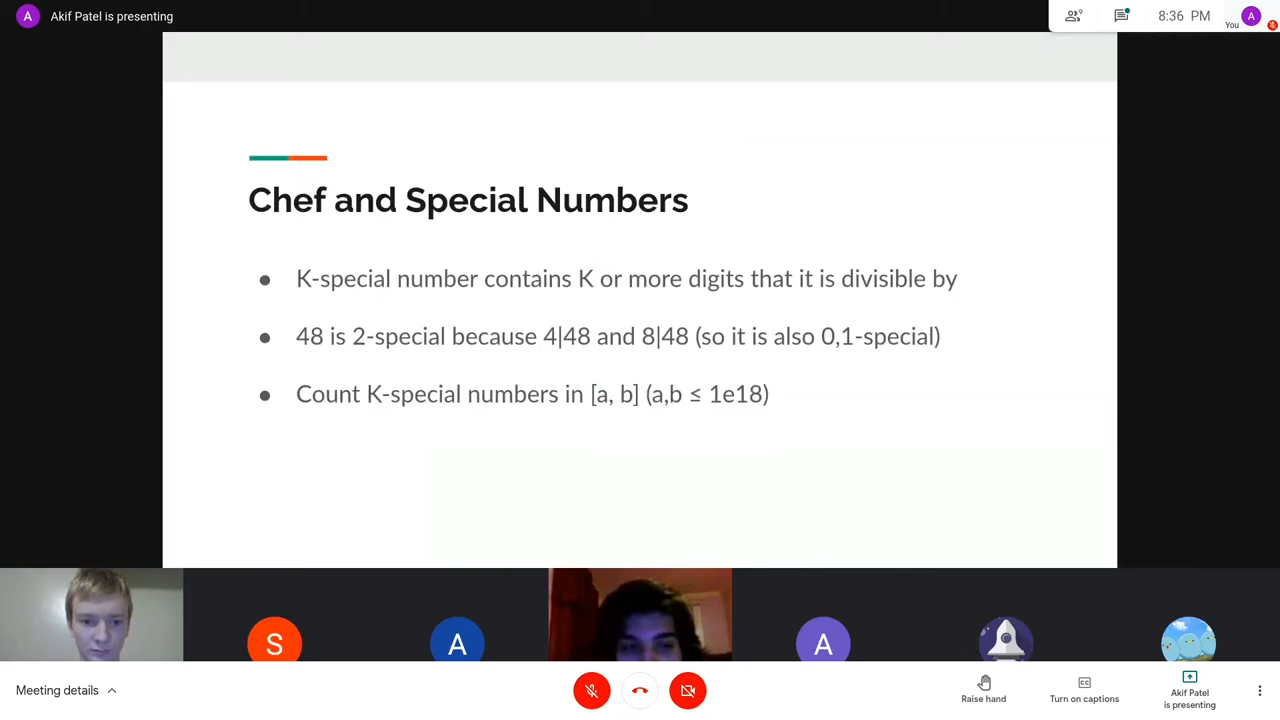 A Akif Patel is presenting
9
8:36 PM
You
A
Chef and Special Numbers
● K-special number contains K or more digits that it is divisible by
● 48 is 2-special because 4|48 and 8|48 (so it is also 0,1-special)
● Count K-special numbers in [a, b] (a,b ≤ 1e18)
S
A
A
Meeting details
Raise hand
CC
Turn on captions
Akif Patel
is presenting